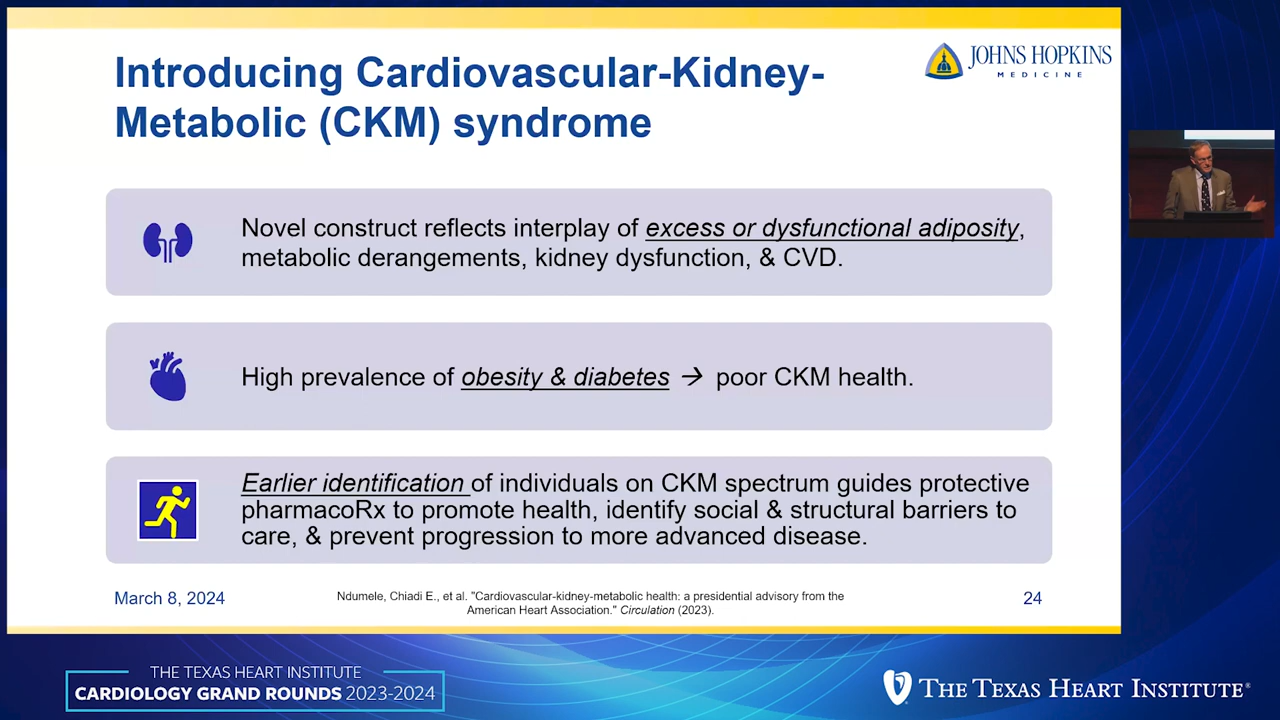 Introducing Cardiovascular-Kidney-
Metabolic (CKM) syndrome
JOHNS HOPKINS
MEDICINE
Novel construct reflects interplay of excess or dysfunctional adiposity,
metabolic derangements, kidney dysfunction, & CVD.
High prevalence of obesity & diabetes → poor CKM health.
Earlier identification of individuals on CKM spectrum guides protective
pharmacoRx to promote health, identify social & structural barriers to
care, & prevent progression to more advanced disease.
March 8, 2024
Ndumele, Chiadi E., et al. "Cardiovascular-kidney-metabolic health: a presidential advisory from the
American Heart Association." Circulation (2023).
24
THE TEXAS HEART INSTITUTE
CARDIOLOGY GRAND ROUNDS 2023-2024
THE TEXAS HEART INSTITUTE®